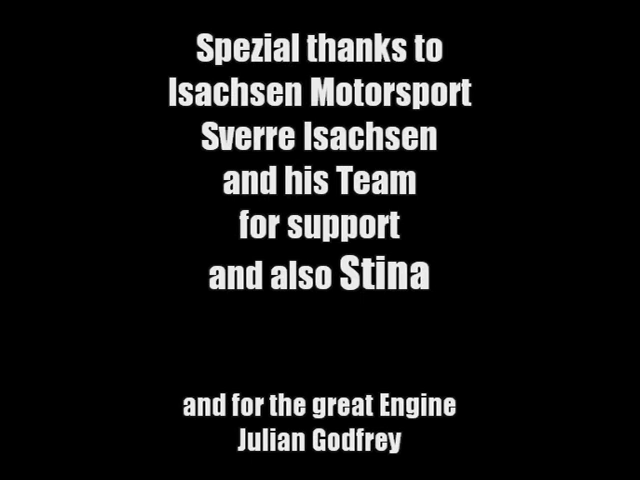 Spezial thanks to
Isachsen Motorsport
Sverre Isachsen
and his Team
for support
and also Stina
and for the great Engine
Julian Godfrey